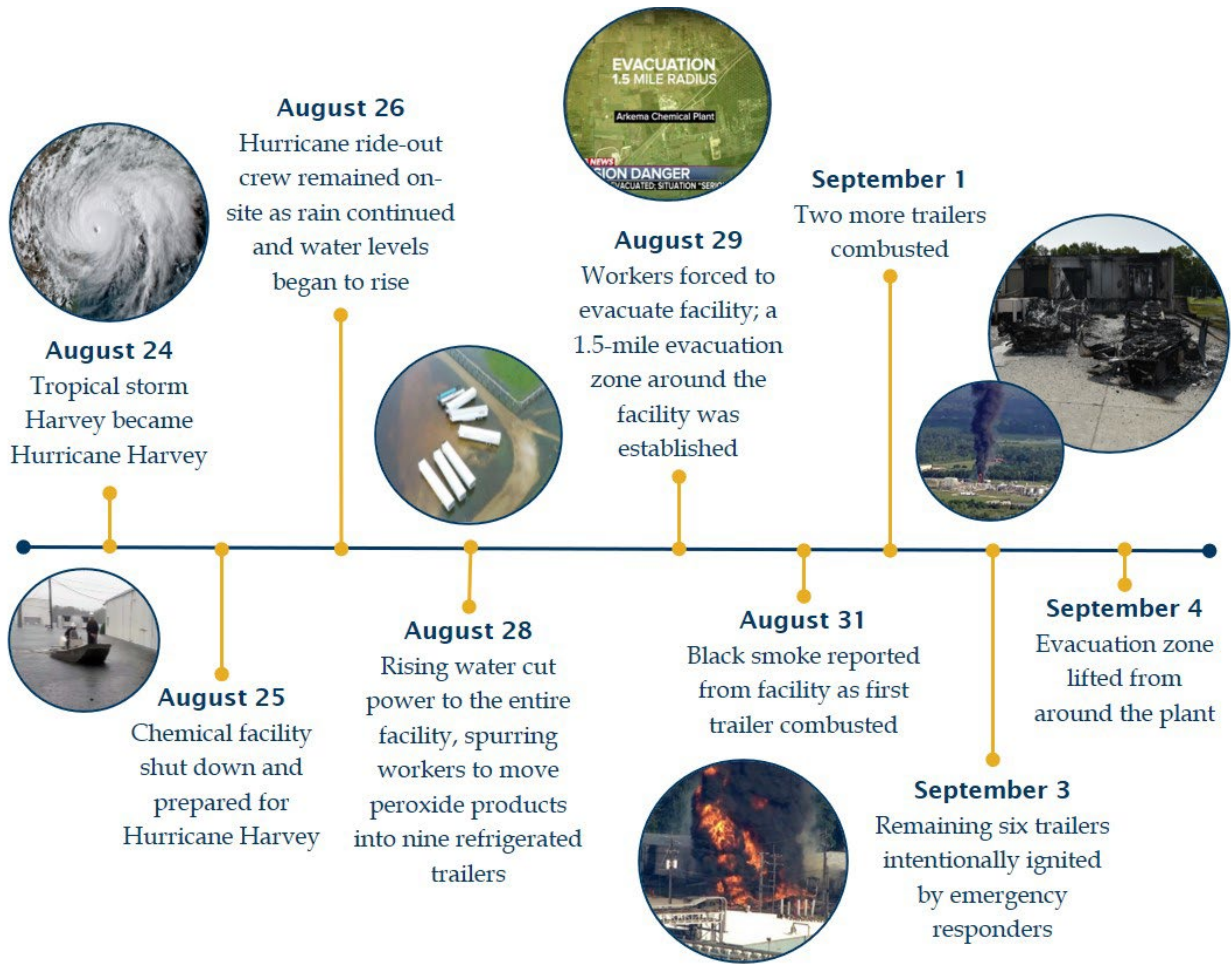 August 24
Tropical storm
Harvey became
Hurricane Harvey
August 25
Chemical facility
shut down and
prepared for
Hurricane Harvey
August 26
Hurricane ride-out
crew remained on-
site as rain continued
and water levels
began to rise
August 28
Rising water cut
power to the entire
facility, spurring
workers to move
peroxide products
into nine refrigerated
trailers
EVACUATION
1.5 MILE RADIUS
Arkema Chemical Plant
NEWS
SION DANGER
EVACUATED; SITUATION "SERIO
August 29
Workers forced to
evacuate facility; a
1.5-mile evacuation
zone around the
facility was
established
August 31
Black smoke reported
from facility as first
trailer combusted
September 1
Two more trailers
combusted
September 3
Remaining six trailers
intentionally ignited
by emergency
responders
September 4
Evacuation zone
lifted from
around the plant